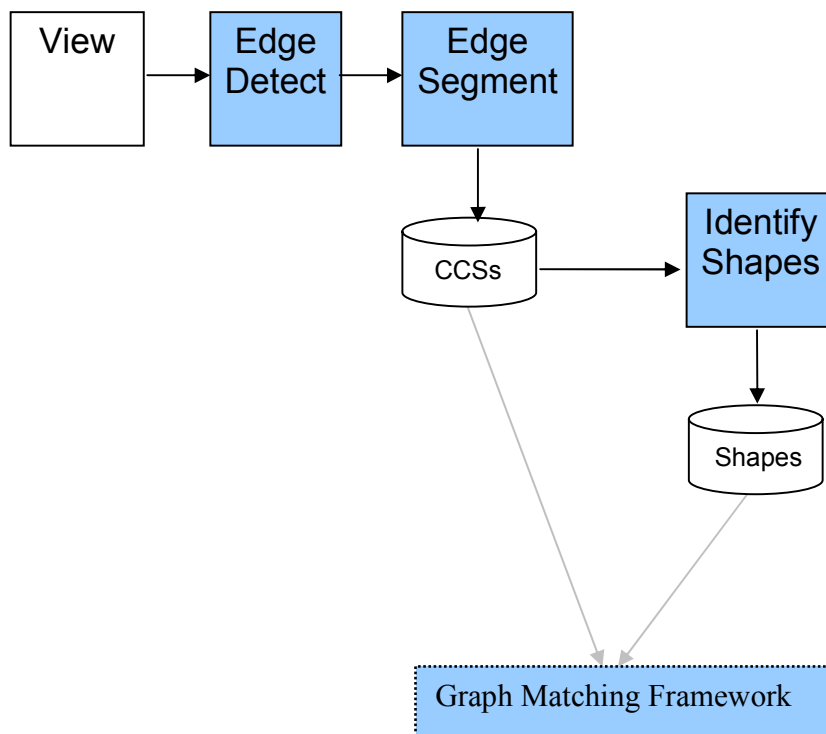 View
Edge
Detect
Edge
Segment
CCSs
Identify
Shapes
Shapes
Graph Matching Framework